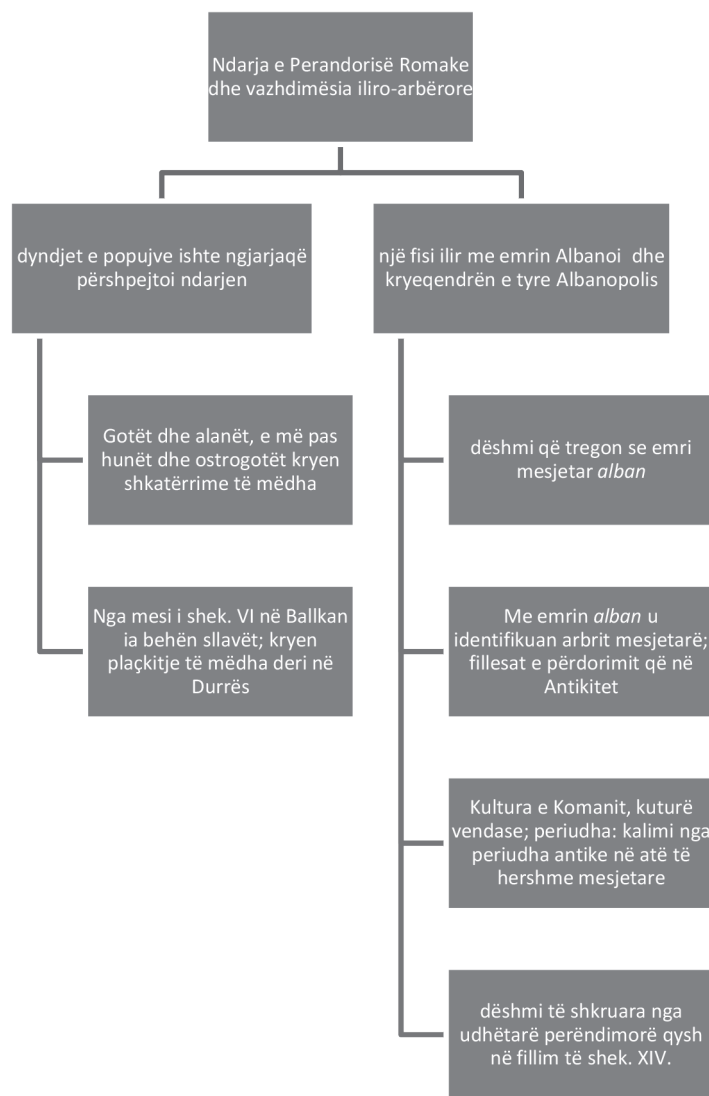 Ndarja e Perandorisë Romake
dhe vazhdimësia iliro-arbërore
dyndjet e popujve ishte ngjarjaqë
përshpejtoi ndarjen
një fisi ilir me emrin Albanoi dhe
kryeqendrën e tyre Albanopolis
Gotët dhe alanët, e më pas
hunët dhe ostrogotët kryen
shkatërrime të mëdha
Nga mesi i shek. VI në Ballkan
ia behën sllavët; kryen
plaçkitje të mëdha deri në
Durrës
dëshmi që tregon se emri
mesjetar alban
Me emrin alban u
identifikuan arbrit mesjetarë;
fillesat e përdorimit që në
Antikitet
Kultura e Komanit, kuturë
vendase; periudha: kalimi nga
periudha antike në atë të
hershme mesjetare
dëshmi të shkruara nga
udhëtarë perëndimorë qysh
në fillim të shek. XIV.